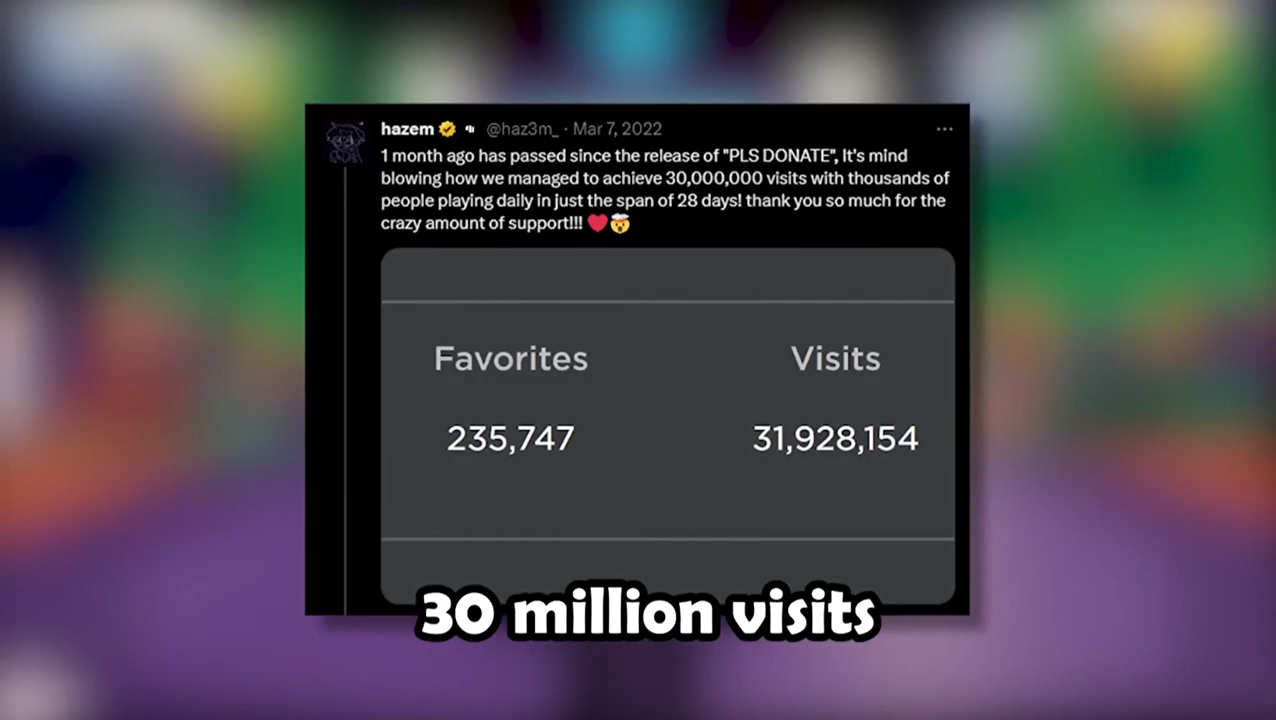 hazem @haz3m_ · Mar 7, 2022
1 month ago has passed since the release of "PLS DONATE", It's mind
blowing how we managed to achieve 30,000,000 visits with thousands of
people playing daily in just the span of 28 days! thank you so much for the
crazy amount of support!!! ❤️🤯
Favorites Visits
235,747 31,928,154
30 million visits